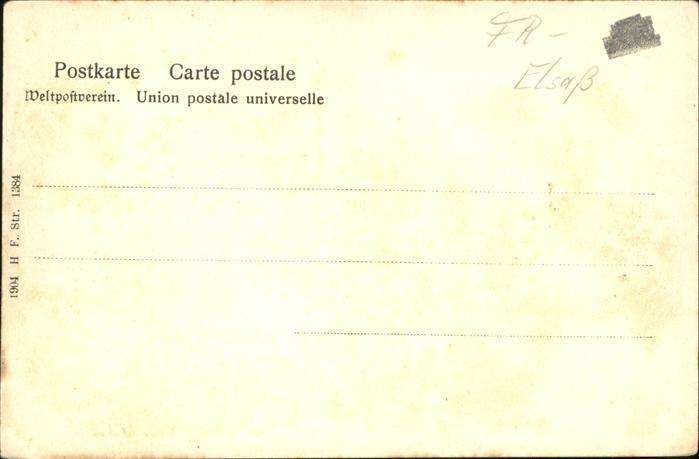 FR -
Elsaß
Postkarte Carte postale
Weltpostverein. Union postale universelle
1904 H F. Str. 1384